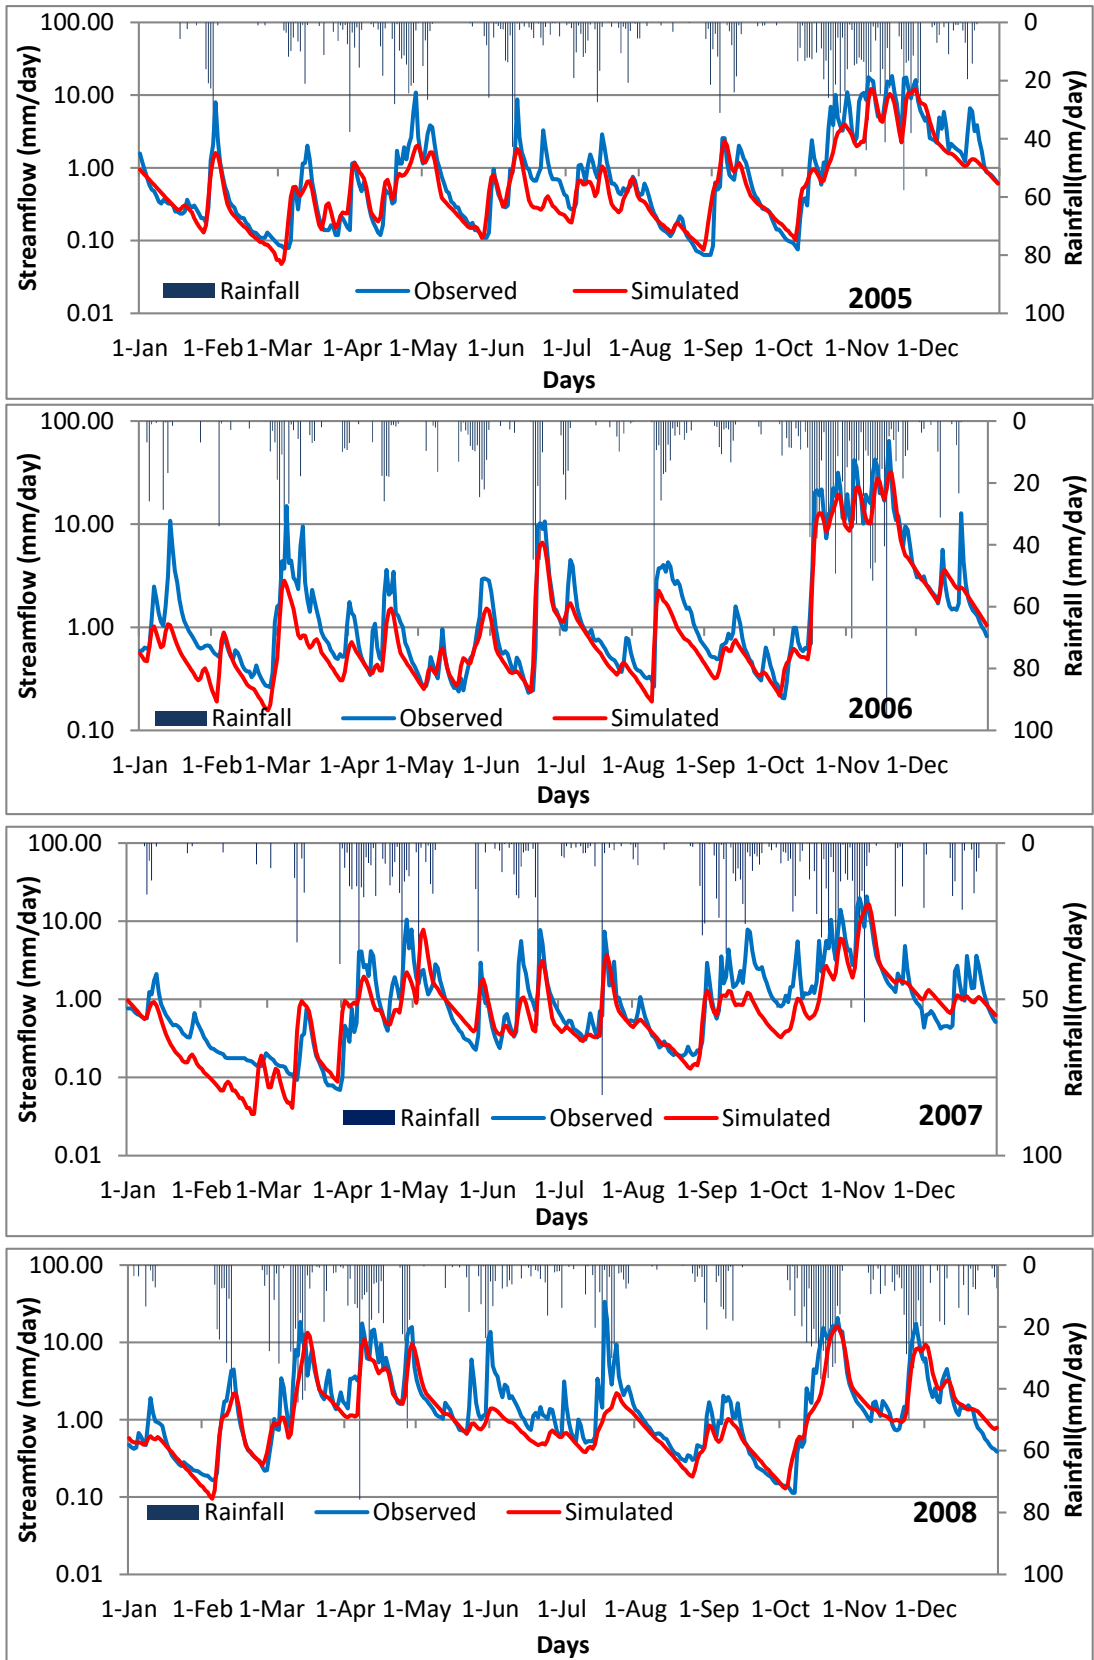 100.00 0
10.00 20
1.00 40
0.10 60
0.01 80
100
Streamflow (mm/day)
Rainfall(mm/day)
Rainfall Observed Simulated
2005
1-Jan 1-Feb 1-Mar 1-Apr 1-May 1-Jun 1-Jul 1-Aug 1-Sep 1-Oct 1-Nov 1-Dec
Days
100.00 0
10.00 20
1.00 40
0.10 60
80
100
Streamflow (mm/day)
Rainfall (mm/day)
Rainfall Observed Simulated
2006
1-Jan 1-Feb 1-Mar 1-Apr 1-May 1-Jun 1-Jul 1-Aug 1-Sep 1-Oct 1-Nov 1-Dec
Days
100.00 0
10.00
1.00 50
0.10
0.01 100
Streamflow (mm/day)
Rainfall(mm/day)
Rainfall Observed Simulated
2007
1-Jan 1-Feb 1-Mar 1-Apr 1-May 1-Jun 1-Jul 1-Aug 1-Sep 1-Oct 1-Nov 1-Dec
Days
100.00 0
10.00 20
1.00 40
0.10 60
0.01 80
100
Streamflow (mm/day)
Rainfall(mm/day)
Rainfall Observed Simulated
2008
1-Jan 1-Feb 1-Mar 1-Apr 1-May 1-Jun 1-Jul 1-Aug 1-Sep 1-Oct 1-Nov 1-Dec
Days